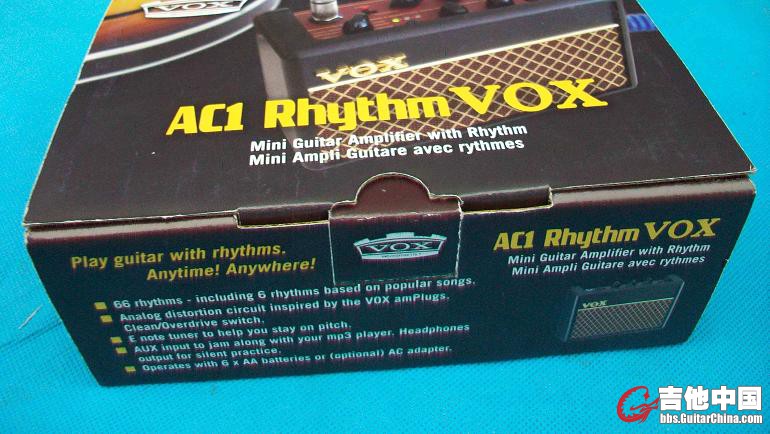 VOX
VOX
AC1 Rhythm VOX
Mini Guitar Amplifier with Rhythm
Mini Ampli Guitare avec rythmes
VOX
Play guitar with rhythms.
Anytime! Anywhere!
66 rhythms - including 6 rhythms based on popular songs.
Analog distortion circuit inspired by the VOX amPlugs.
Clean/Overdrive switch.
E note tuner to help you stay on pitch.
AUX input to jam along with your mp3 player. Headphones
output for silent practice.
Operates with 6 x AA batteries or (optional) AC adapter.
AC1 Rhythm VOX
Mini Guitar Amplifier with Rhythm
Mini Ampli Guitare avec rythmes
VOX
吉他中国
bbs.GuitarChina.com